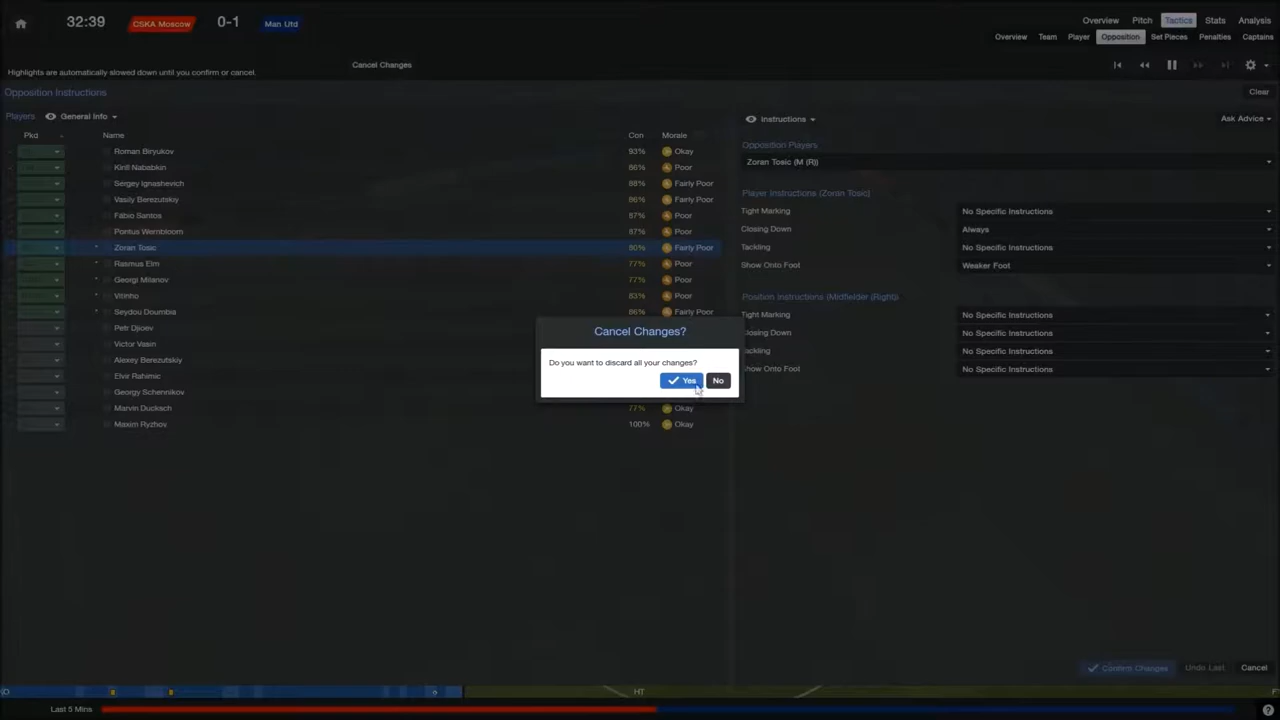 32:39 CSKA Moscow 0-1 Man Utd
Overview Pitch Tactics Stats Analysis
Overview Team Player Opposition Set Pieces Penalties Captains
Cancel Changes
Highlights are automatically slowed down until you confirm or cancel.
Opposition Instructions
Clear
Players General Info
Instructions
Ask Advice
Pkd Name Con Morale
Roman Biryukov 93% Okay
Kirill Nababkin 86% Poor
Sergey Ignashevich 88% Fairly Poor
Vasily Berezutskiy 86% Fairly Poor
Fábio Santos 87% Poor
Pontus Wernbloom 87% Poor
Zoran Tosic 80% Fairly Poor
Rasmus Elm 77% Poor
Georgi Milanov 77% Poor
Vitinho 83% Poor
Seydou Doumbia 86% Fairly Poor
Petr Djioev
Victor Vasin
Alexey Berezutskiy
Elvir Rahimic
Georgy Schennikov
Marvin Ducksch 77% Okay
Maxim Ryzhov 100% Okay
Opposition Players
Zoran Tosic (M (R))
Player Instructions (Zoran Tosic)
Tight Marking No Specific Instructions
Closing Down Always
Tackling No Specific Instructions
Show Onto Foot Weaker Foot
Position Instructions (Midfielder (Right))
Tight Marking No Specific Instructions
Closing Down No Specific Instructions
ackling No Specific Instructions
Show Onto Foot No Specific Instructions
Cancel Changes?
Do you want to discard all your changes?
Yes No
Confirm Changes Undo Last Cancel
HT
Last 5 Mins